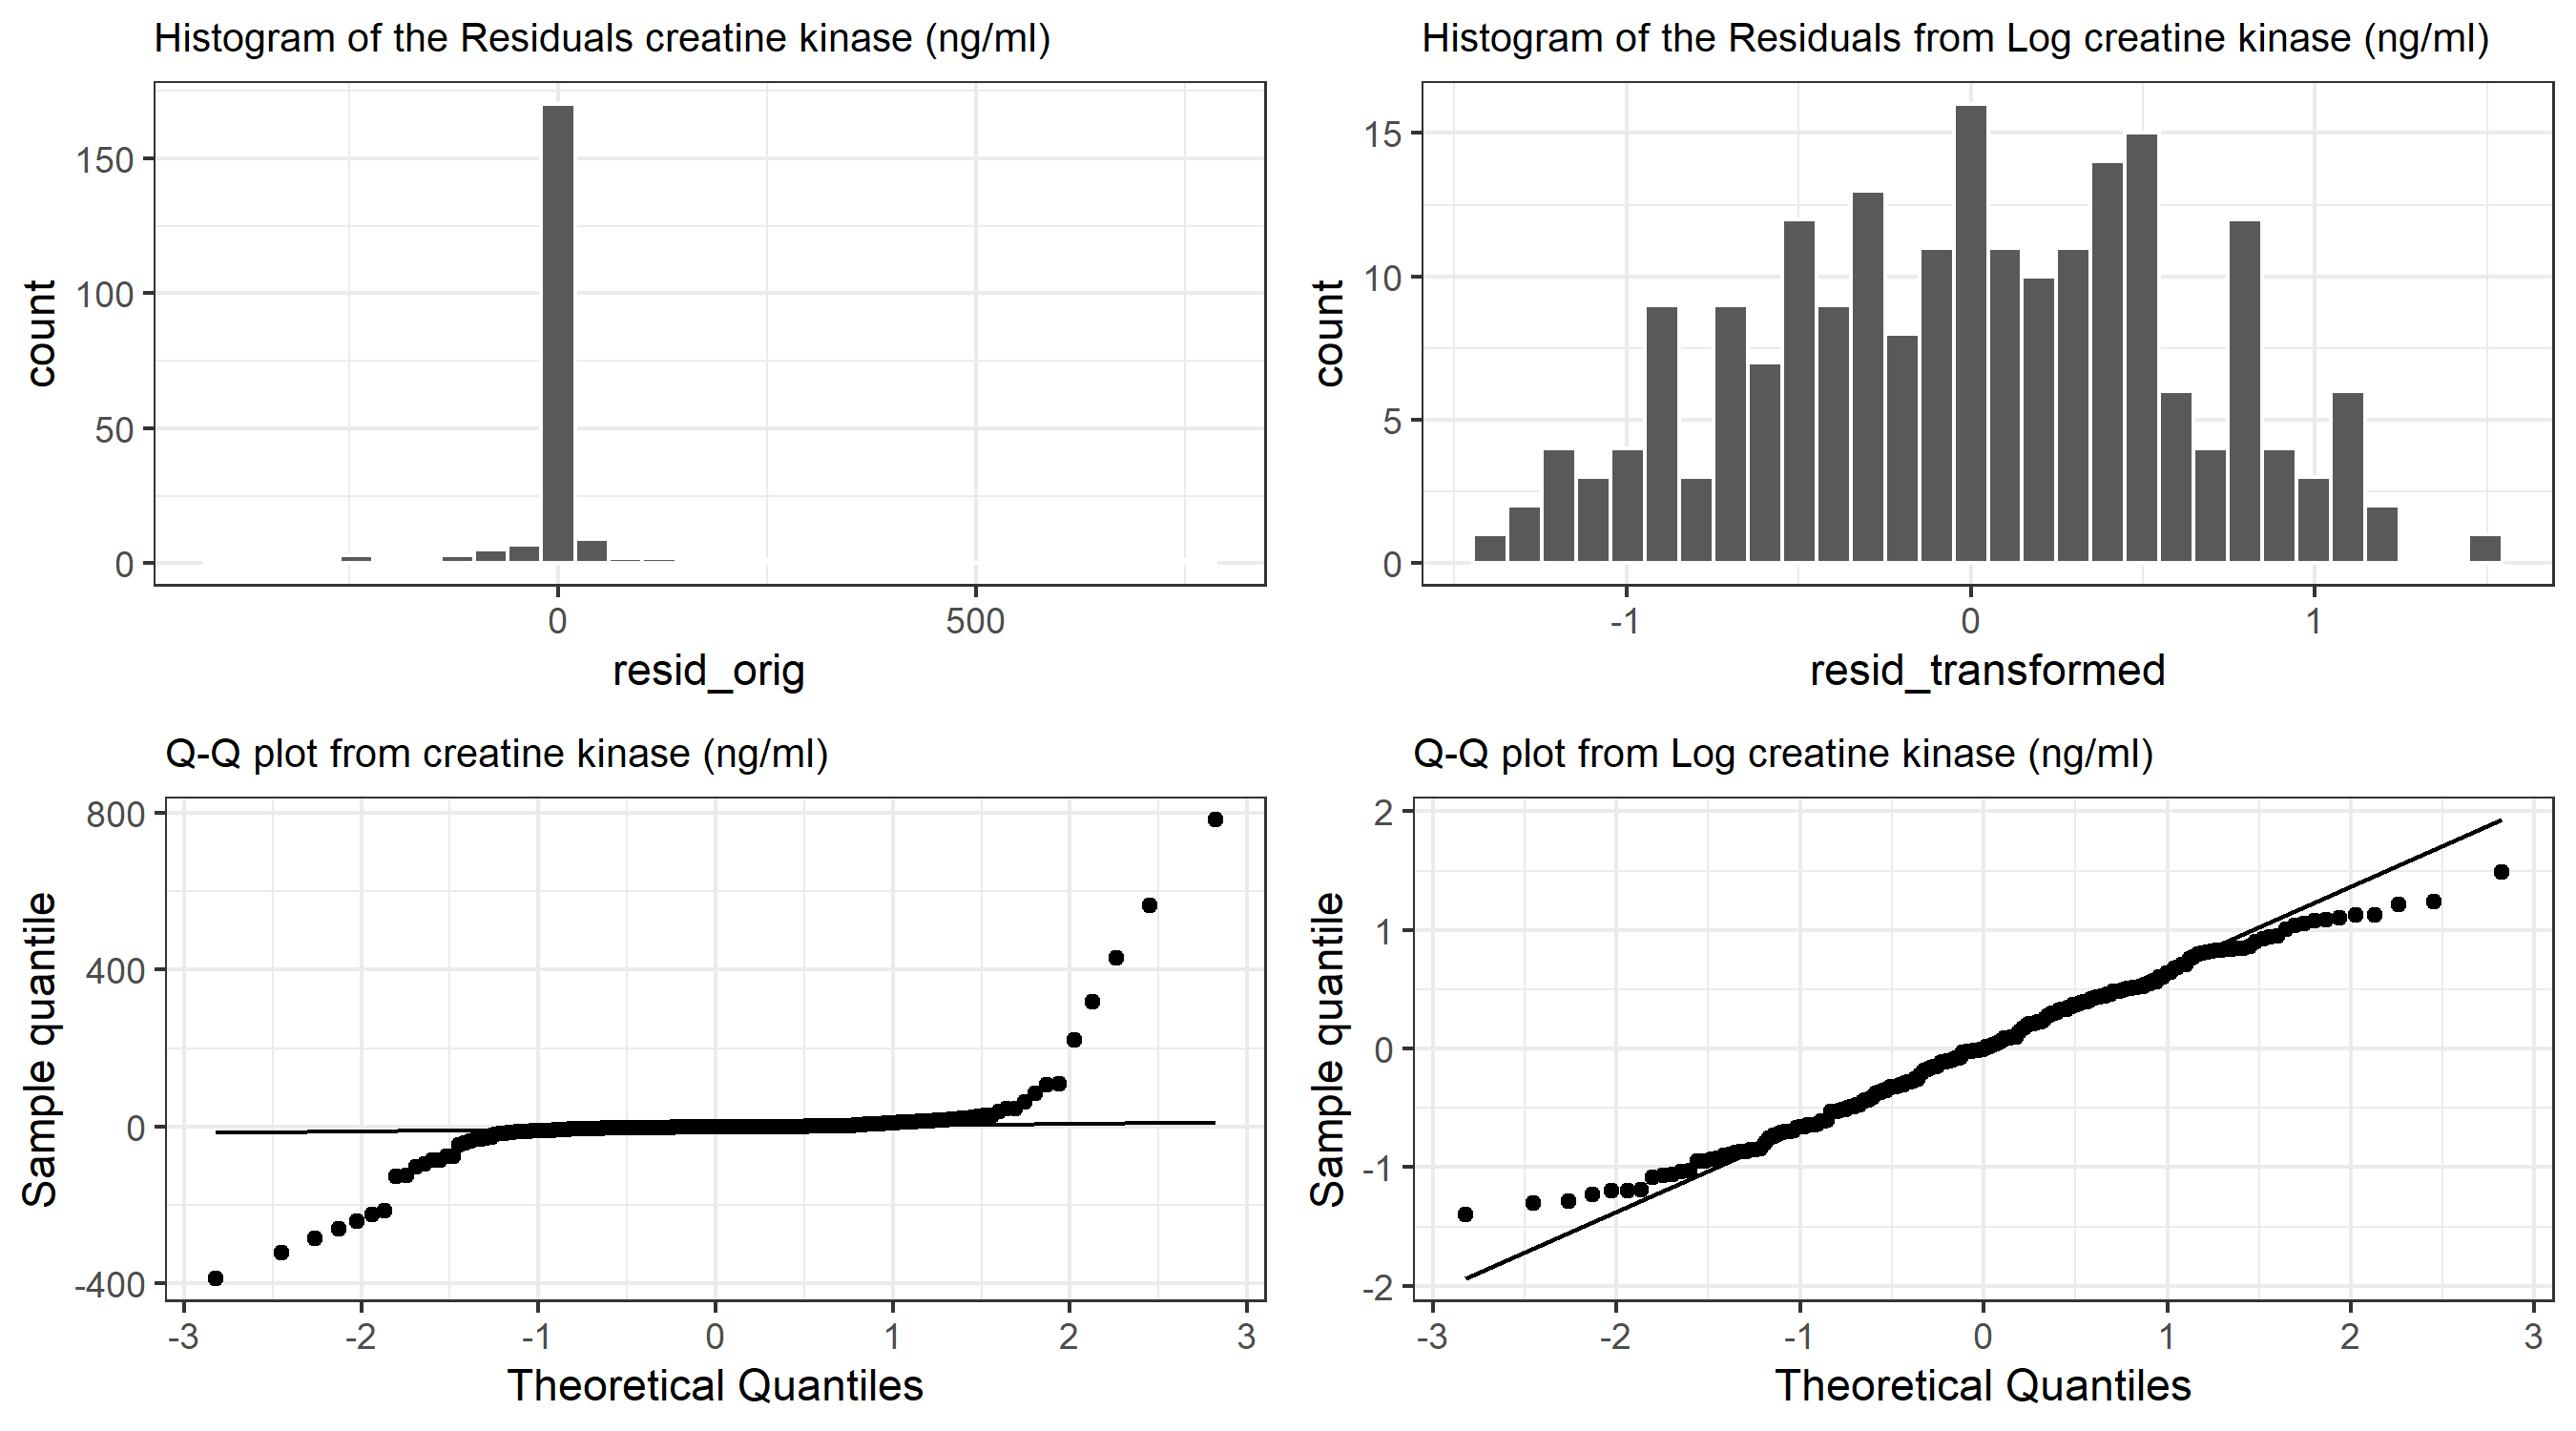 Histogram of the Residuals creatine kinase (ng/ml)
150
100
50
0
count
0 500
resid_orig
Histogram of the Residuals from Log creatine kinase (ng/ml)
15
10
5
0
count
-1 0 1
resid_transformed
Q-Q plot from creatine kinase (ng/ml)
800
400
0
-400
Sample quantile
-3 -2 -1 0 1 2 3
Theoretical Quantiles
Q-Q plot from Log creatine kinase (ng/ml)
2
1
0
-1
-2
Sample quantile
-3 -2 -1 0 1 2 3
Theoretical Quantiles